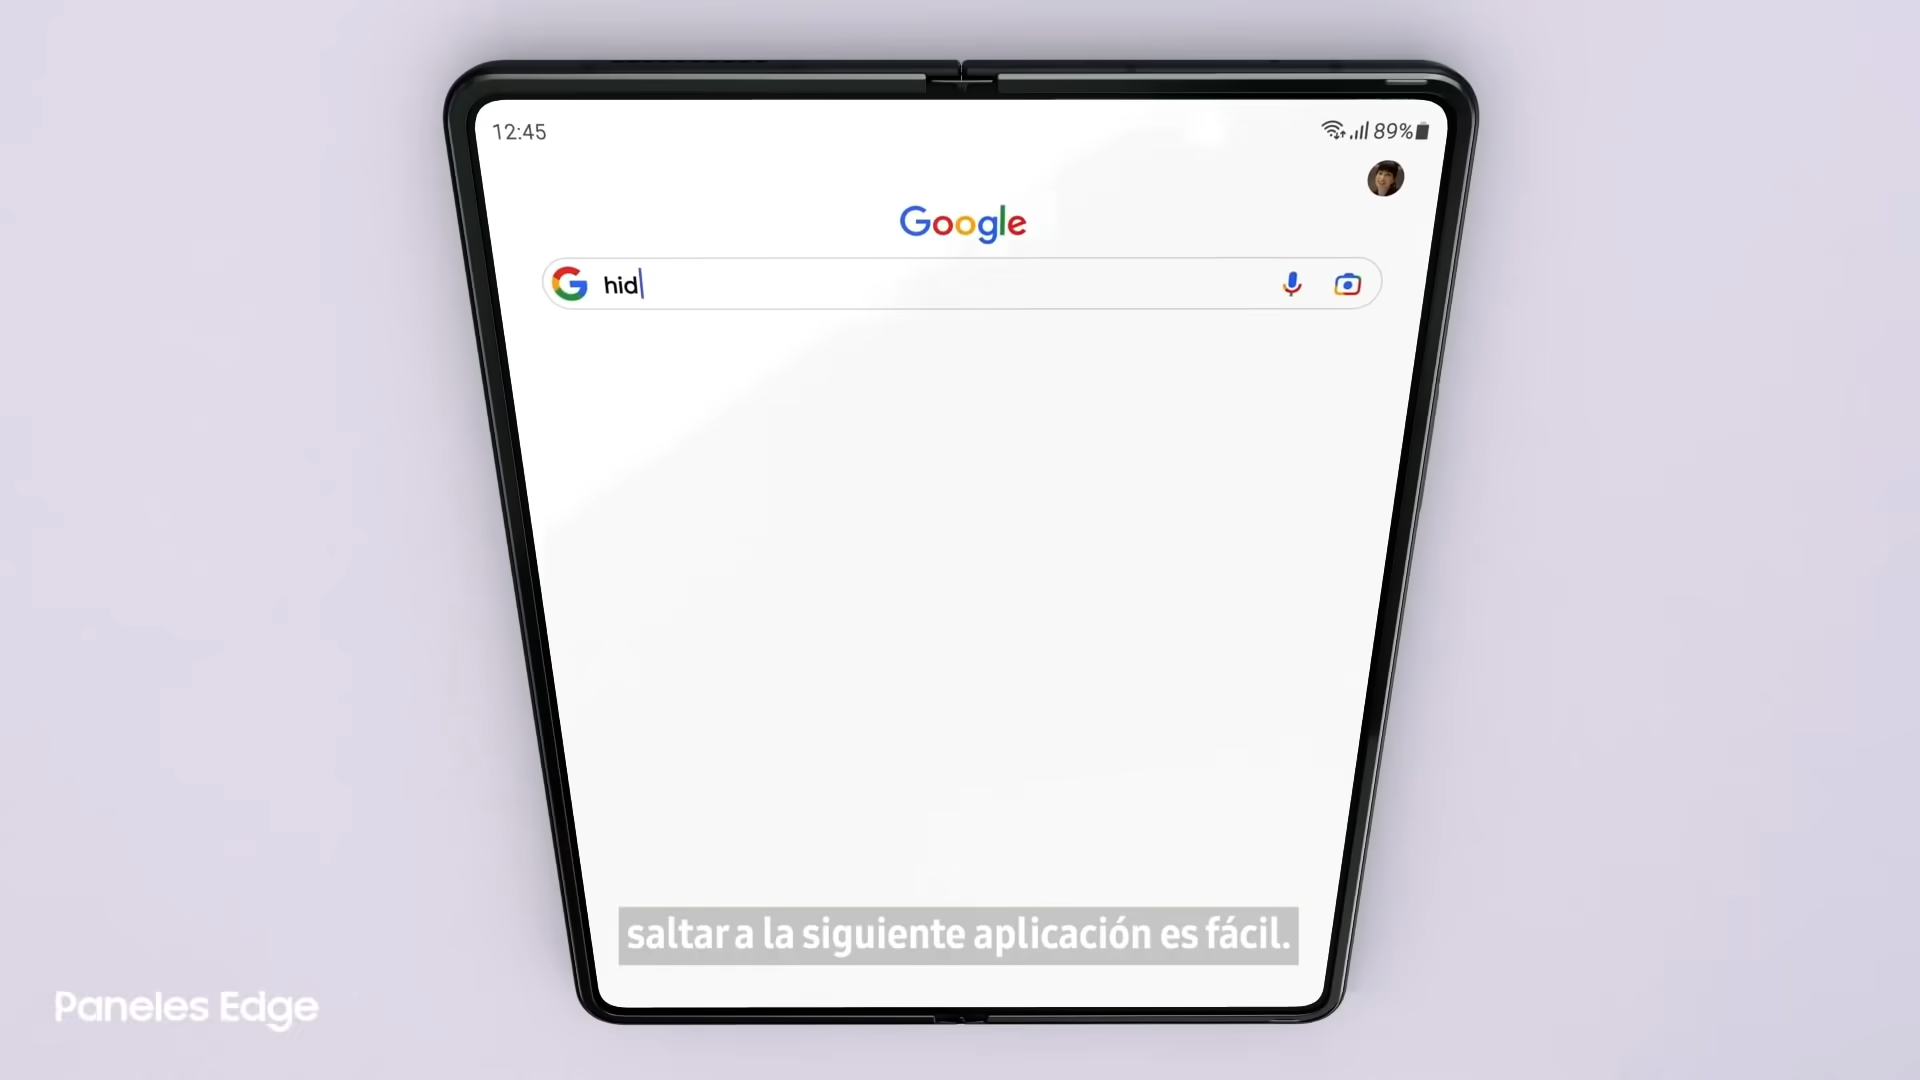 12:45
89%
Google
hid
saltar a la siguiente aplicación es fácil.
Paneles Edge